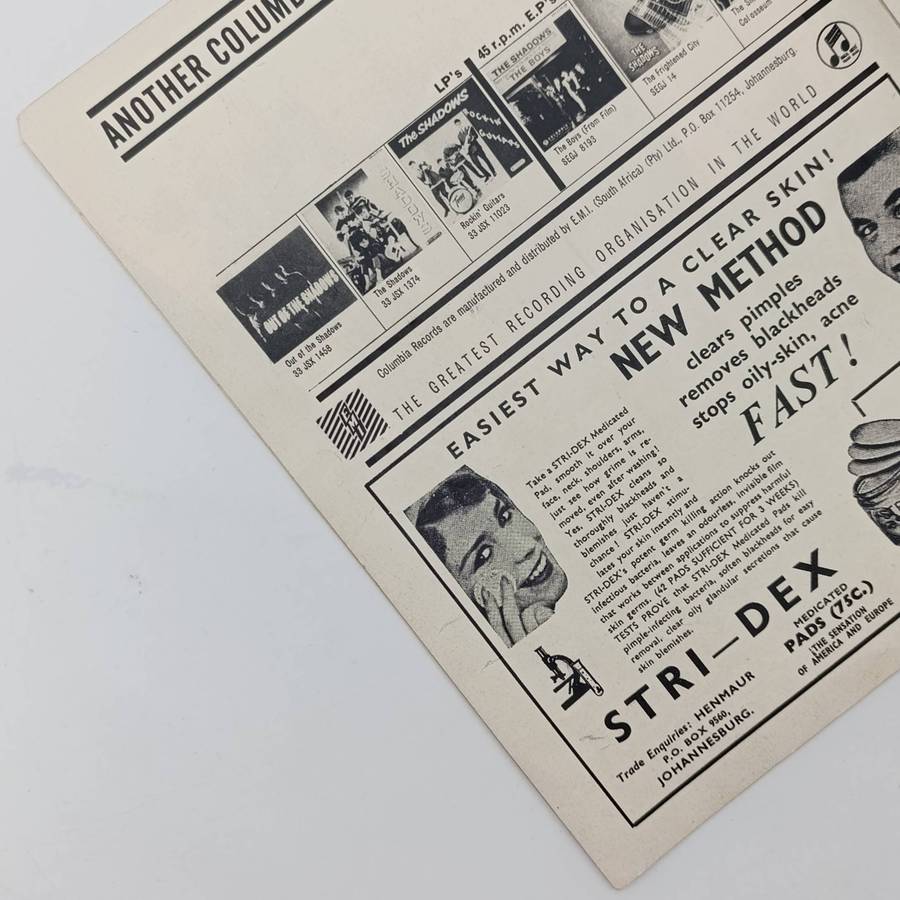 ANOTHER COLUMB
LP's
45 r.p.m. E.P's
OUT OF THE SHADOWS
Out of the Shadows
33 JSX 1458
SHADOWS
The Shadows
33 JSX 1374
The SHADOWS
ROCKIN' GUITARS
Rockin' Guitars
33 JSX 11023
THE SHADOWS
THE BOYS
The Boys (From Film)
SEGJ 8193
THE SHADOWS
The Frightened City
SEGJ 14
Colosseum
Columbia Records are manufactured and distributed by E.M.I. (South Africa) (Pty) Ltd., P.O. Box 11254, Johannesburg.
EMI
THE GREATEST RECORDING ORGANISATION IN THE WORLD
EASIEST WAY TO A CLEAR SKIN!
NEW METHOD
clears pimples
removes blackheads
stops oily-skin, acne
FAST!
Take a STRI-DEX Medicated
Pad, smooth it over your
face, neck, shoulders, arms,
just see how grime is re-
moved, even after washing!
Yes, STRI-DEX cleans so
thoroughly blackheads and
blemishes just haven't a
chance! STRI-DEX stimu-
lates your skin instantly and
STRI-DEX's potent germ killing action knocks out
infectious bacteria, leaves an odourless, invisible film
that works between applications to suppress harmful
skin germs. (42 PADS SUFFICIENT FOR 3 WEEKS)
TESTS PROVE that STRI-DEX Medicated Pads kill
pimple-infecting bacteria, soften blackheads for easy
removal, clear oily glandular secretions that cause
skin blemishes.
STRI—DEX
MEDICATED
PADS (75C.)
THE SENSATION
OF AMERICA AND EUROPE
Trade Enquiries: HENMAUR
P.O. BOX 9560,
JOHANNESBURG.